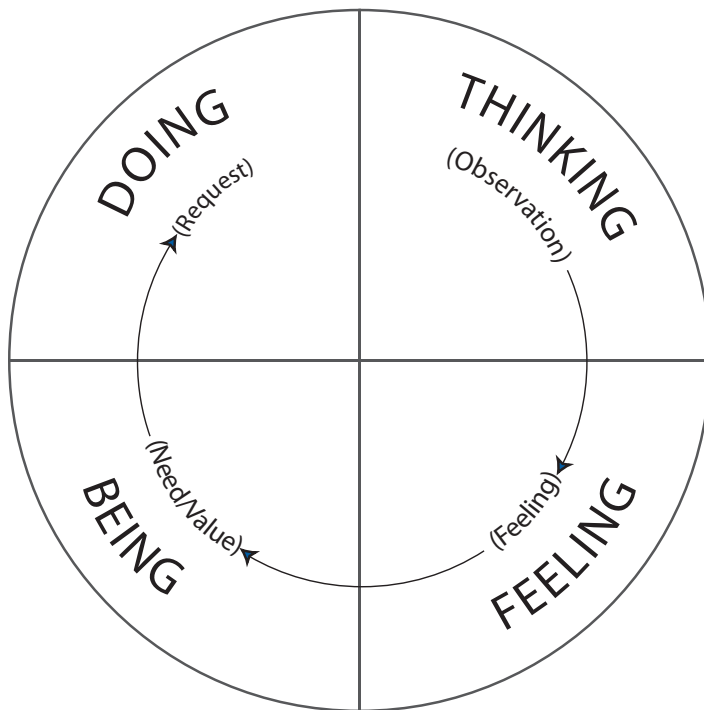 DOING
(Request)
THINKING
(Observation)
FEELING
(Feeling)
BEING
(Need/Value)